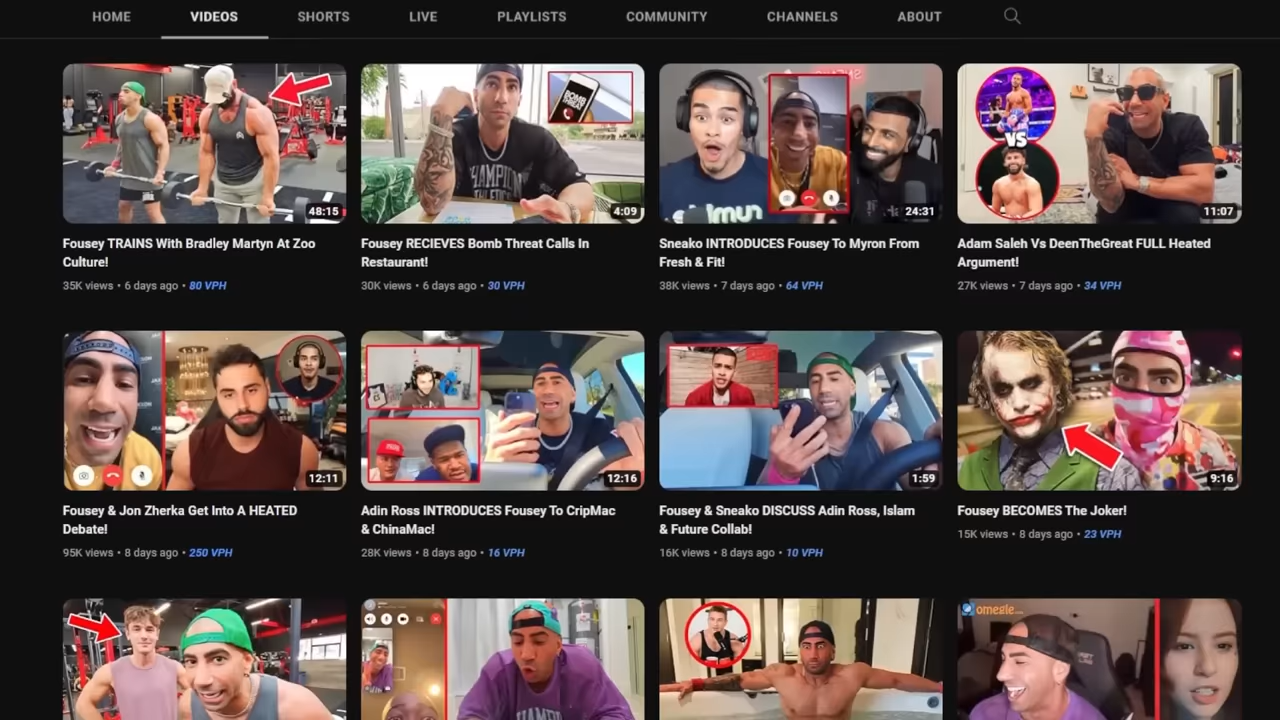 HOME VIDEOS SHORTS LIVE PLAYLISTS COMMUNITY CHANNELS ABOUT
BOMB
THREAT
CHAMPION
VS
48:15 4:09 24:31 11:07
Fousey TRAINS With Bradley Martyn At Zoo
Culture!
35K views • 6 days ago • 80 VPH
Fousey RECIEVES Bomb Threat Calls In
Restaurant!
30K views • 6 days ago • 30 VPH
Sneako INTRODUCES Fousey To Myron From
Fresh & Fit!
38K views • 7 days ago • 64 VPH
Adam Saleh Vs DeenTheGreat FULL Heated
Argument!
27K views • 7 days ago • 34 VPH
12:11 12:16 1:59 9:16
Fousey & Jon Zherka Get Into A HEATED
Debate!
95K views • 8 days ago • 250 VPH
Adin Ross INTRODUCES Fousey To CripMac
& ChinaMac!
28K views • 8 days ago • 16 VPH
Fousey & Sneako DISCUSS Adin Ross, Islam
& Future Collab!
16K views • 8 days ago • 10 VPH
Fousey BECOMES The Joker!
15K views • 8 days ago • 23 VPH
omegle